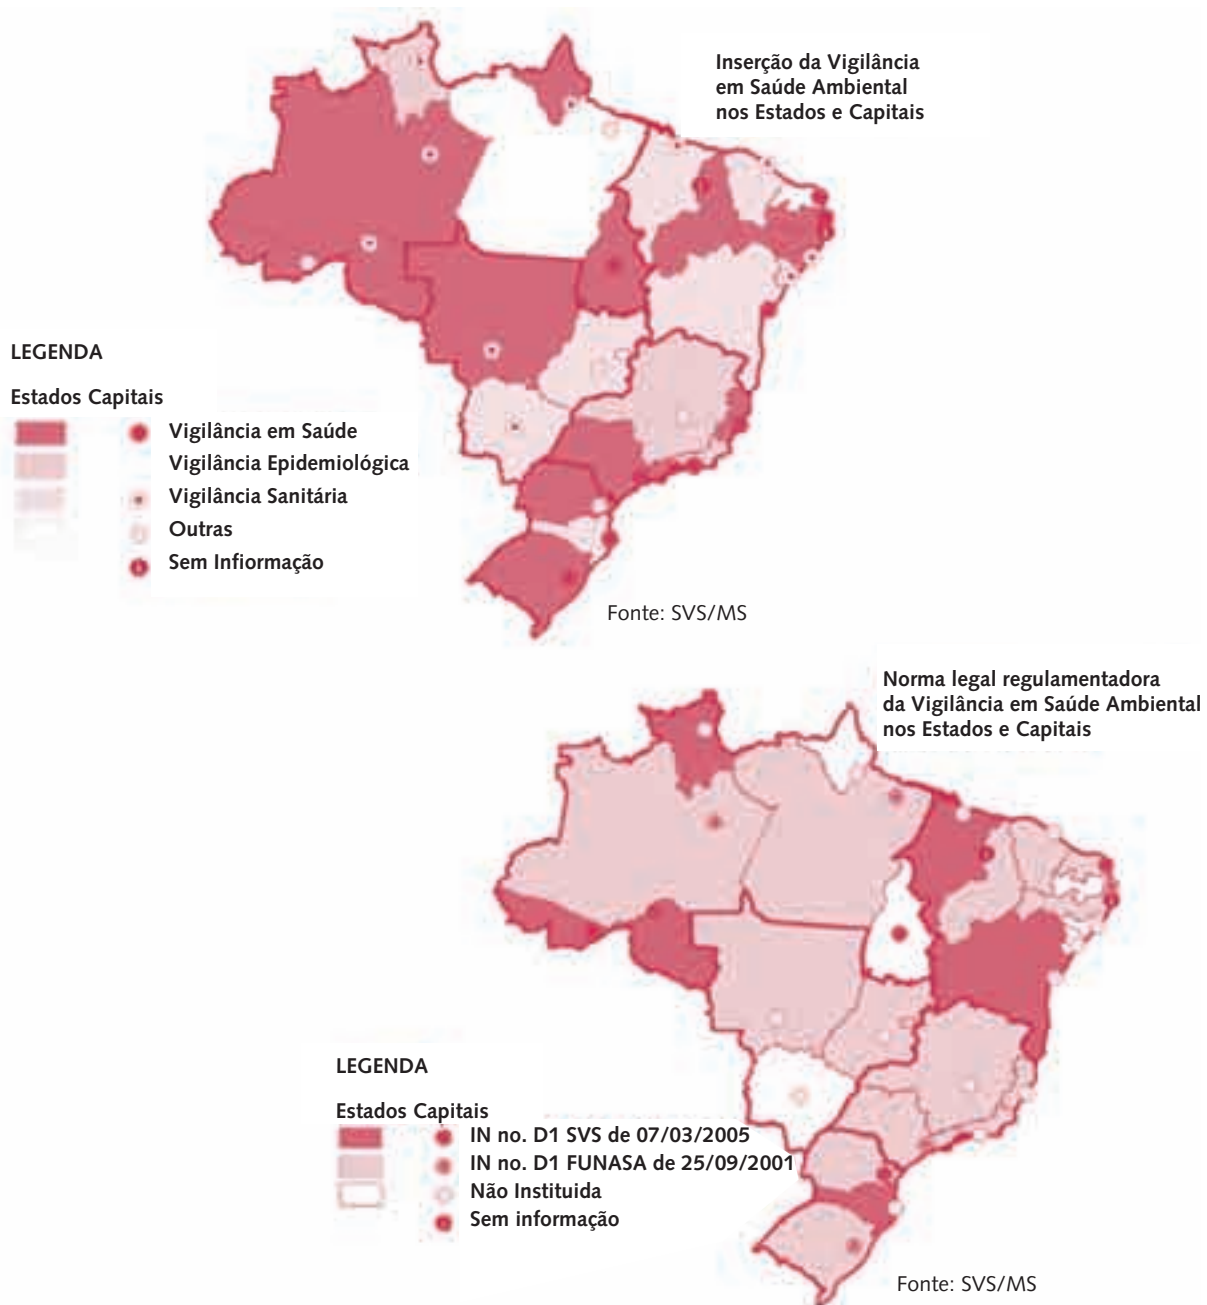 Inserção da Vigilância
em Saúde Ambiental
nos Estados e Capitais
LEGENDA
Estados Capitais
Vigilância em Saúde
Vigilância Epidemiológica
Vigilância Sanitária
Outras
Sem Infiormação
Fonte: SVS/MS
Norma legal regulamentadora
da Vigilância em Saúde Ambiental
nos Estados e Capitais
LEGENDA
Estados Capitais
IN no. D1 SVS de 07/03/2005
IN no. D1 FUNASA de 25/09/2001
Não Instituida
Sem informação
Fonte: SVS/MS